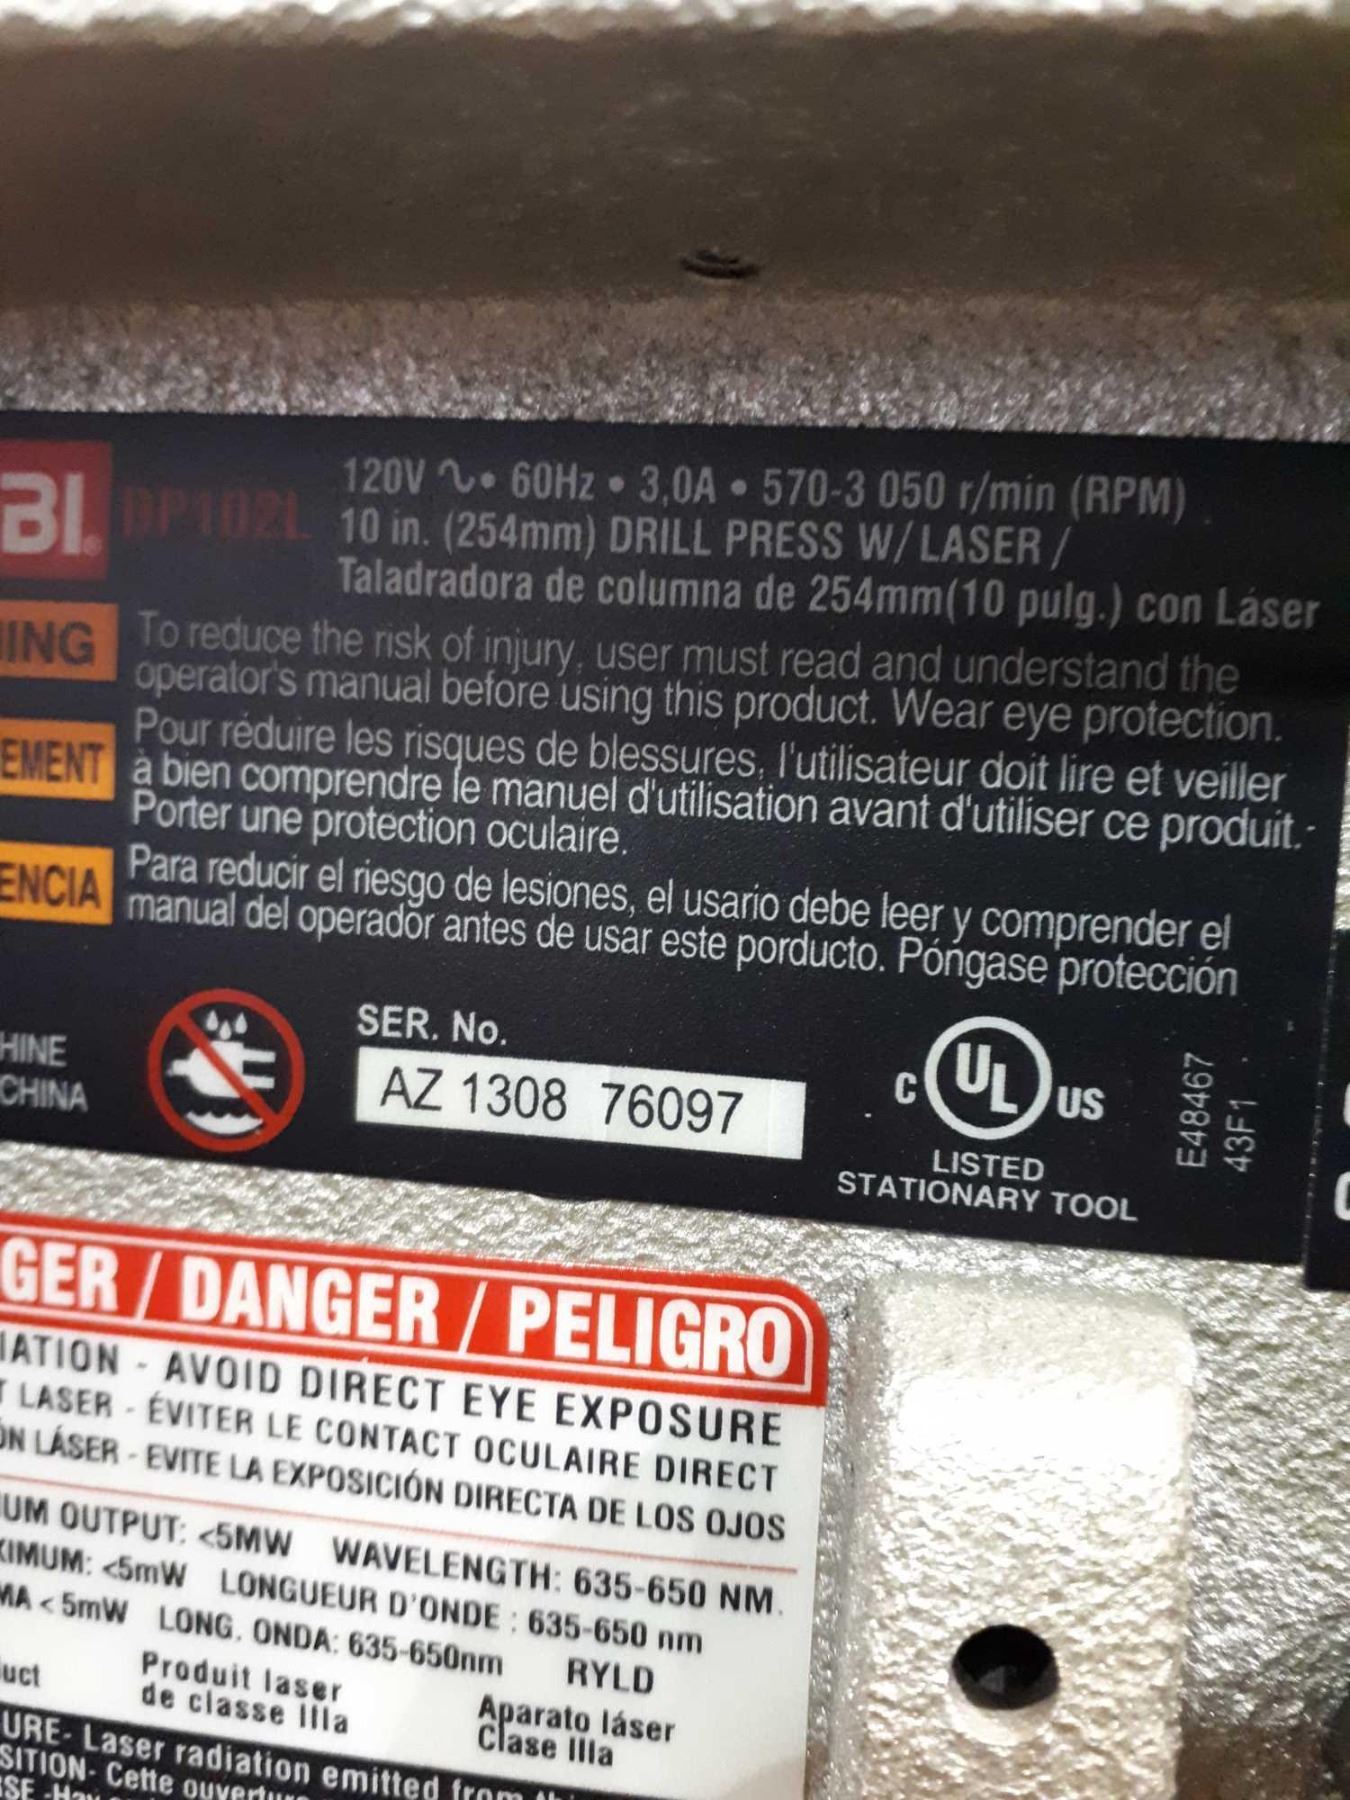 BI
DP102L
120V ∿ • 60Hz • 3,0A • 570-3 050 r/min (RPM)
10 in. (254mm) DRILL PRESS W/ LASER /
Taladradora de columna de 254mm(10 pulg.) con Láser
ING
To reduce the risk of injury, user must read and understand the
operator's manual before using this product. Wear eye protection.
EMENT
Pour réduire les risques de blessures, l'utilisateur doit lire et veiller
à bien comprendre le manuel d'utilisation avant d'utiliser ce produit.
Porter une protection oculaire.
ENCIA
Para reducir el riesgo de lesiones, el usario debe leer y comprender el
manual del operador antes de usar este porducto. Póngase protección
HINE
CHINA
SER. No.
AZ 1308 76097
C UL US
LISTED
STATIONARY TOOL
E48467
43F1
GER / DANGER / PELIGRO
IATION - AVOID DIRECT EYE EXPOSURE
T LASER - ÉVITER LE CONTACT OCULAIRE DIRECT
ÓN LÁSER - EVITE LA EXPOSICIÓN DIRECTA DE LOS OJOS
UM OUTPUT: <5MW WAVELENGTH: 635-650 NM.
XIMUM: <5mW LONGUEUR D'ONDE : 635-650 nm
MA < 5mW LONG. ONDA: 635-650nm RYLD
uct
Produit laser
de classe IIIa
Aparato láser
Clase IIIa
URE- Laser radiation emitted from
SITION- Cette